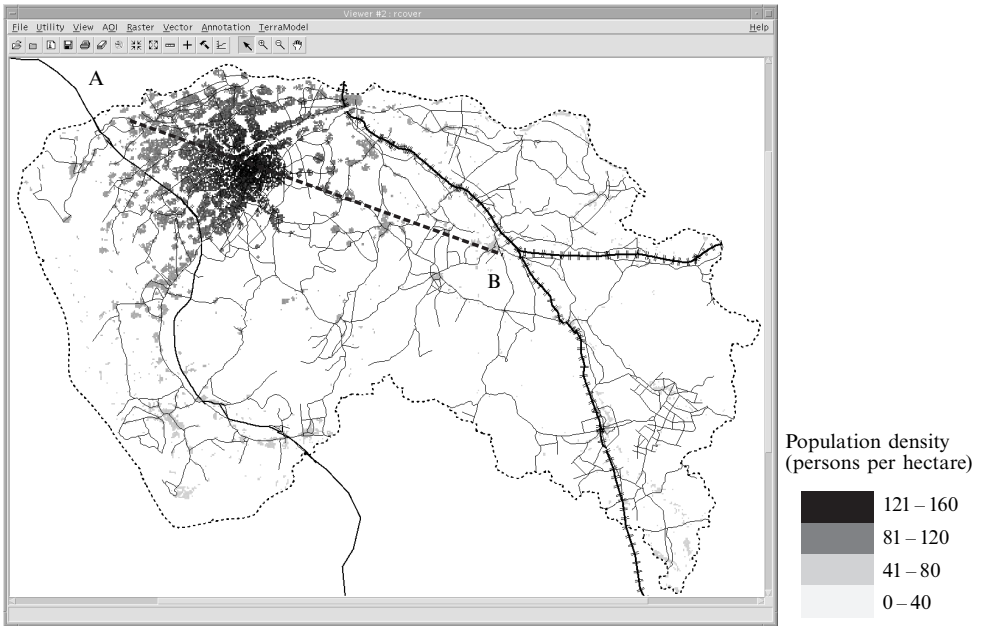 Viewer #2 : rcover
File Utility View AOI Raster Vector Annotation TerraModel Help
A
B
Population density
(persons per hectare)
121 – 160
81 – 120
41 – 80
0 – 40